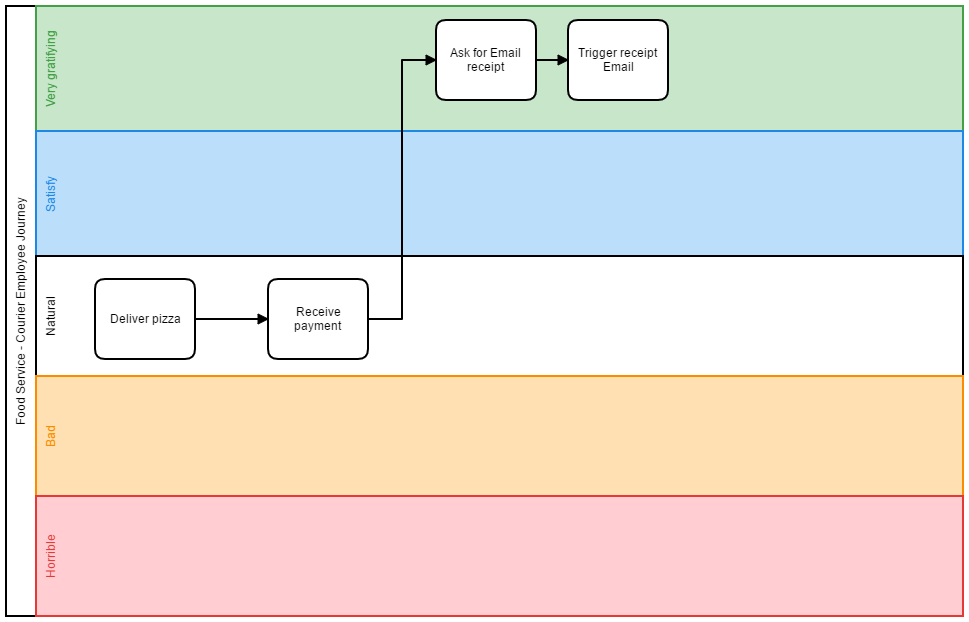 Food Service - Courier Employee Journey
Very gratifying
Ask for Email
receipt
Trigger receipt
Email
Satisfy
Natural
Deliver pizza
Receive
payment
Bad
Horrible